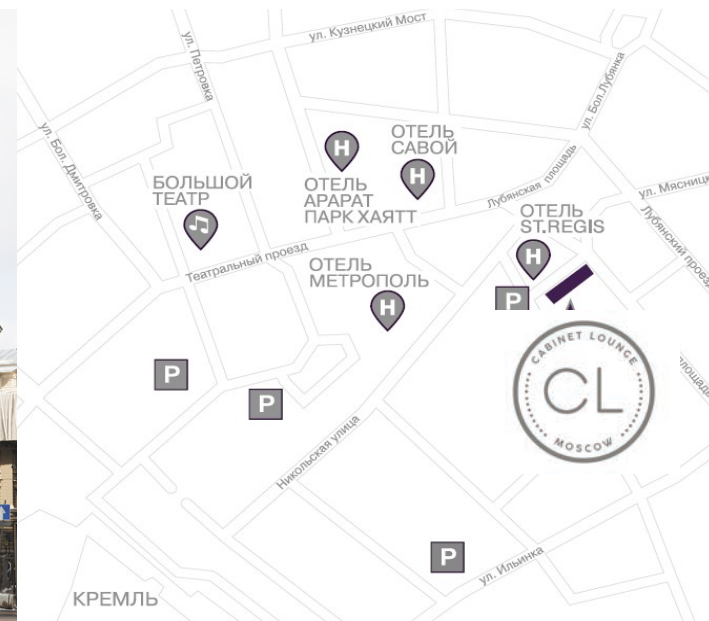 ул. Кузнецкий Мост
ул. Петровка
ул. Бол. Лубянка
ул. Бол. Дмитровка
ОТЕЛЬ
САВОЙ
H
H
БОЛЬШОЙ
ТЕАТР
ОТЕЛЬ
АРАРАТ
ПАРК ХАЯТТ
Лубянская площадь
ул. Мясницк
ОТЕЛЬ
ST.REGIS
Лубянский проезд
H
Театральный проезд
ОТЕЛЬ
МЕТРОПОЛЬ
H
P
CABINET LOUNGE
CL
MOSCOW
площадь
P
P
Никольская улица
P
ул. Ильинка
КРЕМЛЬ